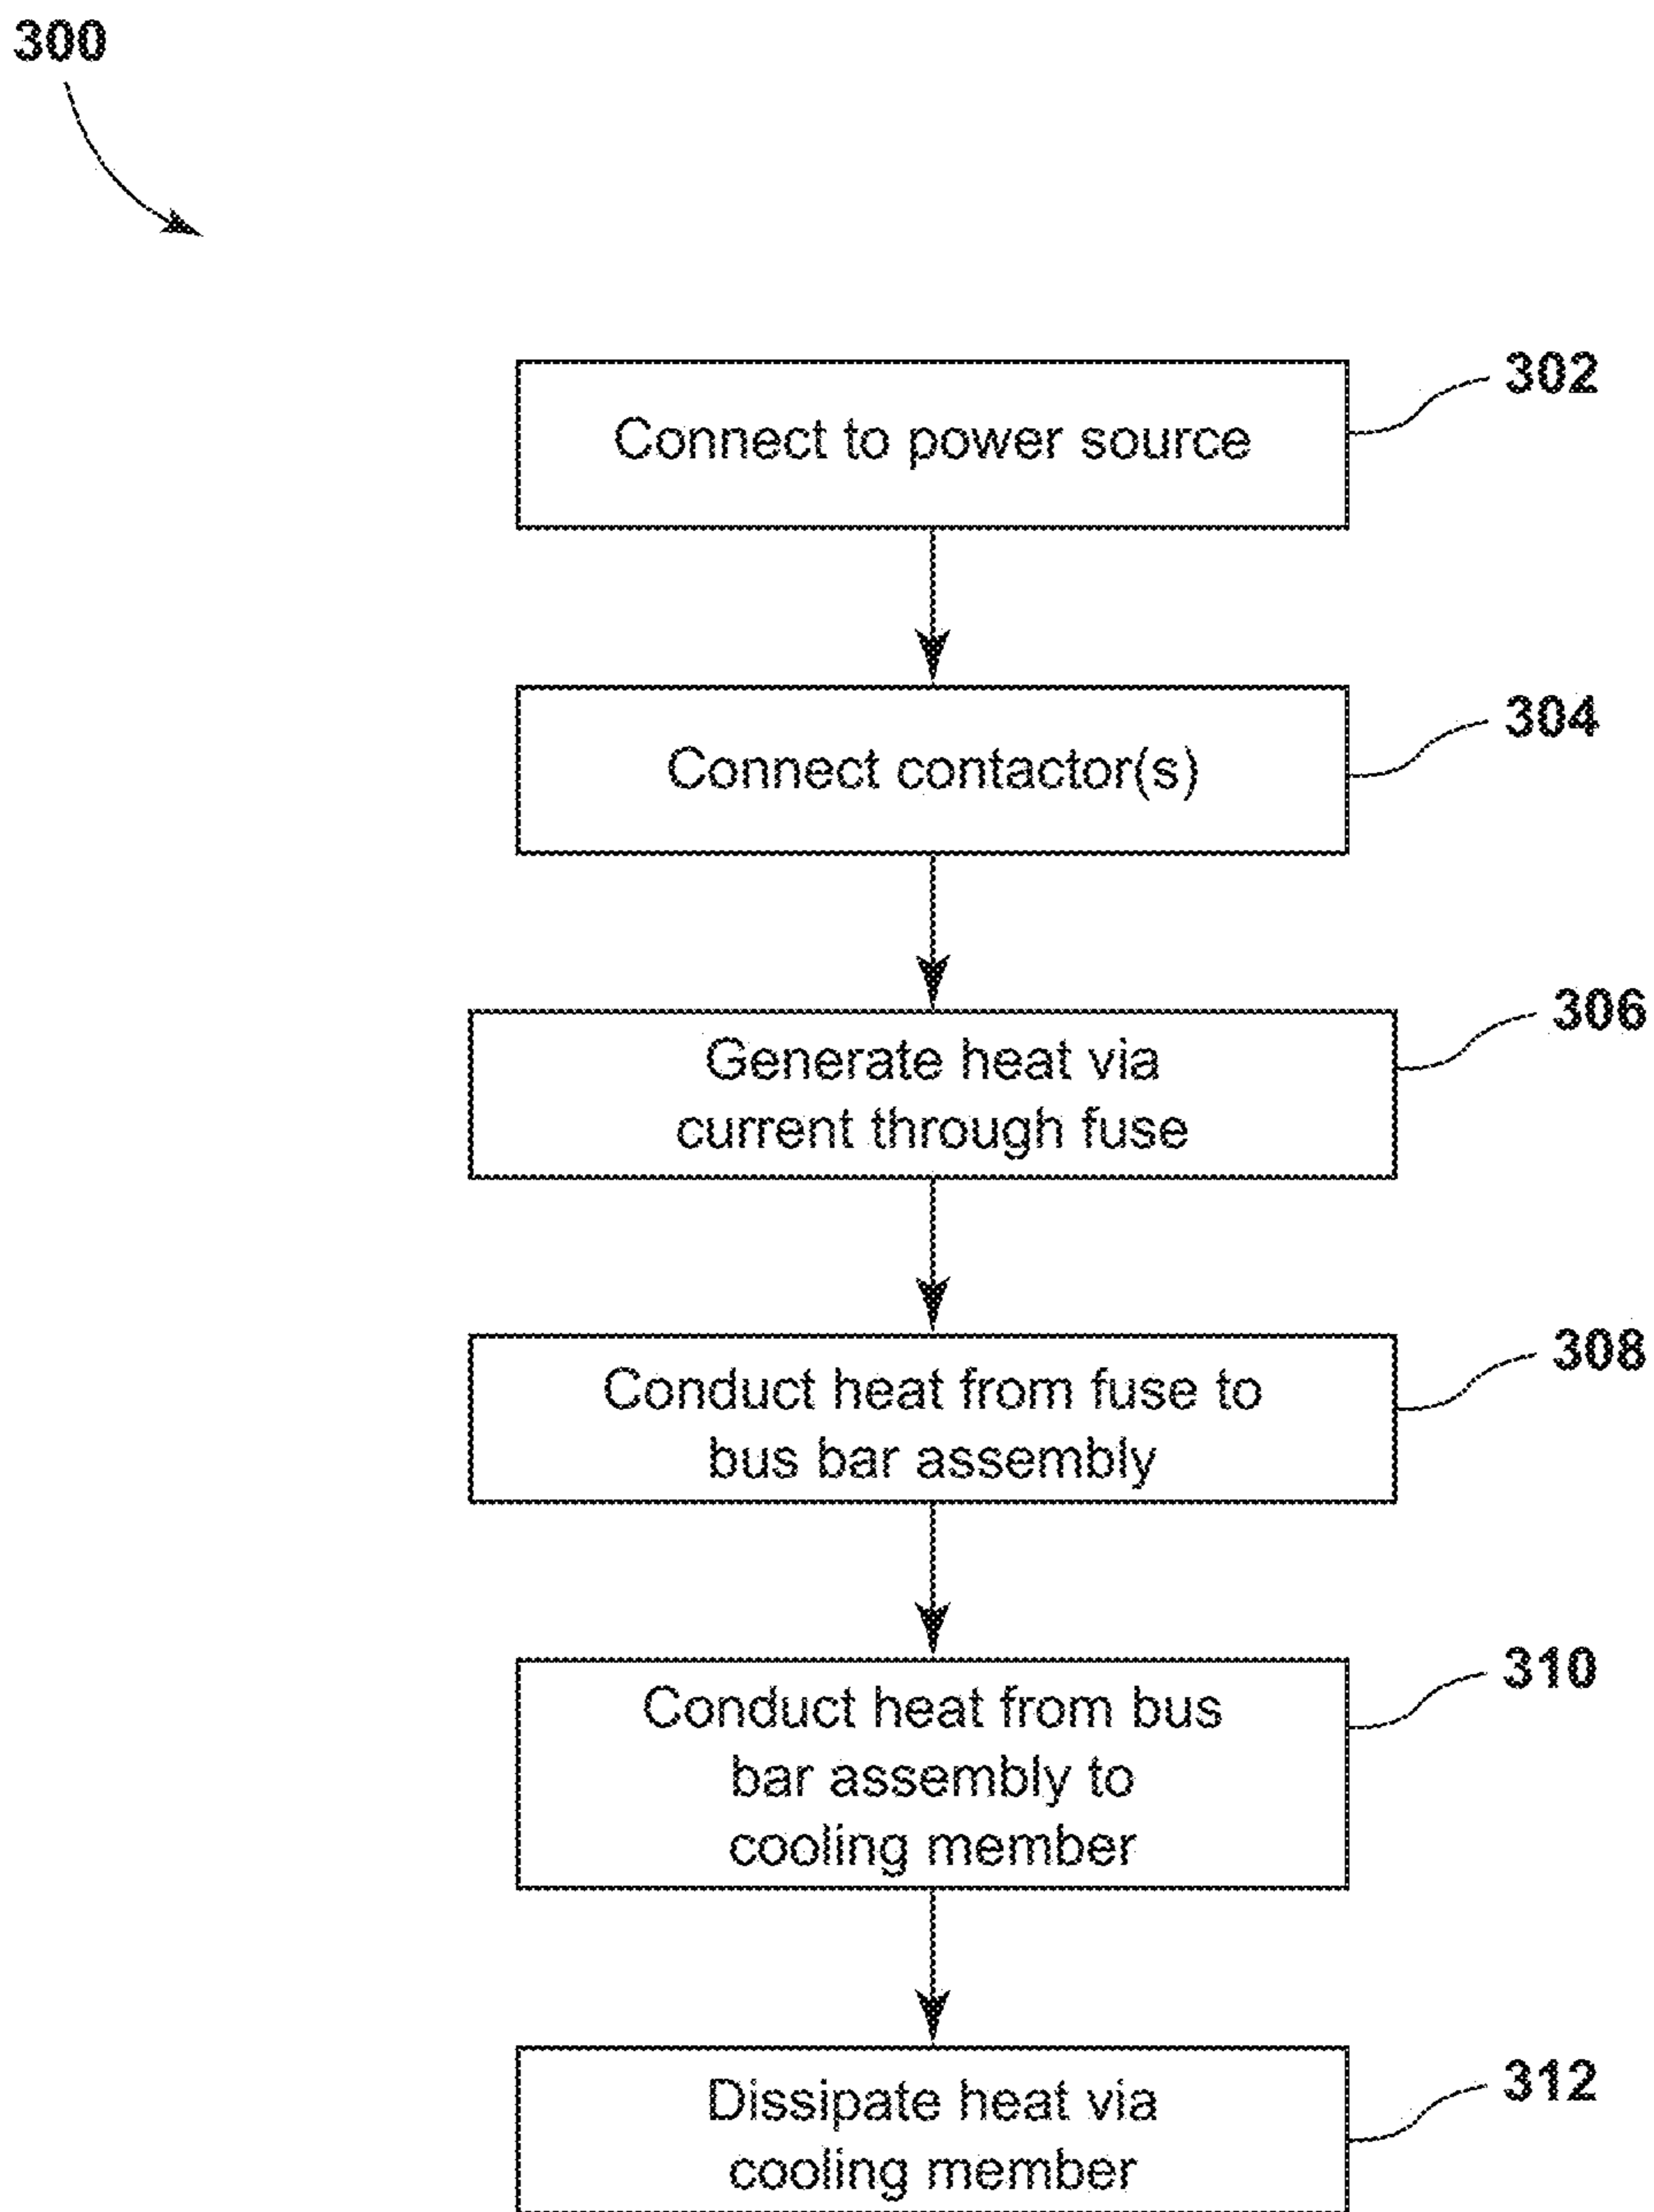 300
302
Connect to power source
304
Connect contactor(s)
306
Generate heat via
current through fuse
308
Conduct heat from fuse to
bus bar assembly
310
Conduct heat from bus
bar assembly to
cooling member
312
Dissipate heat via
cooling member